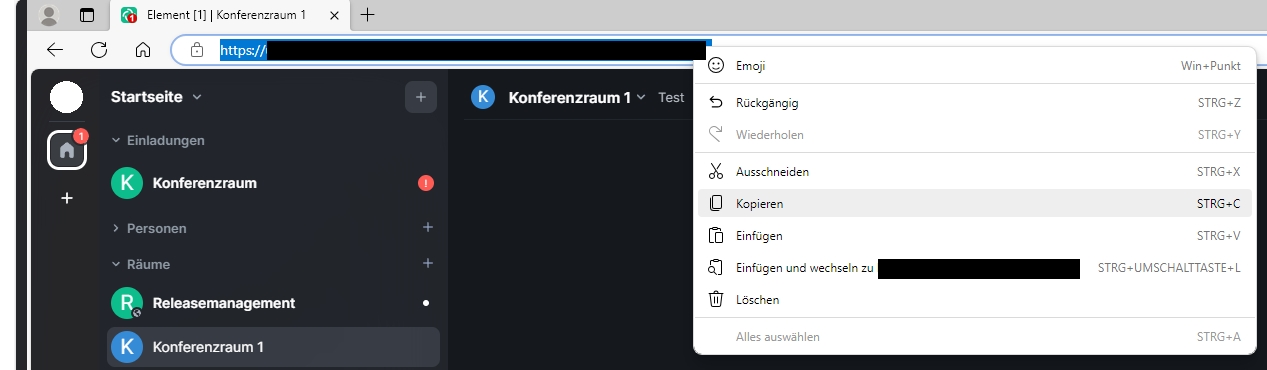 Element [1] | Konferenzraum 1
1
https://
Emoji Win+Punkt
Rückgängig STRG+Z
Wiederholen STRG+Y
Ausschneiden STRG+X
Kopieren STRG+C
Einfügen STRG+V
Einfügen und wechseln zu STRG+UMSCHALTTASTE+L
Löschen
Alles auswählen STRG+A
1
Startseite
Einladungen
K Konferenzraum !
Personen
Räume
R Releasemanagement
K Konferenzraum 1
K Konferenzraum 1 Test